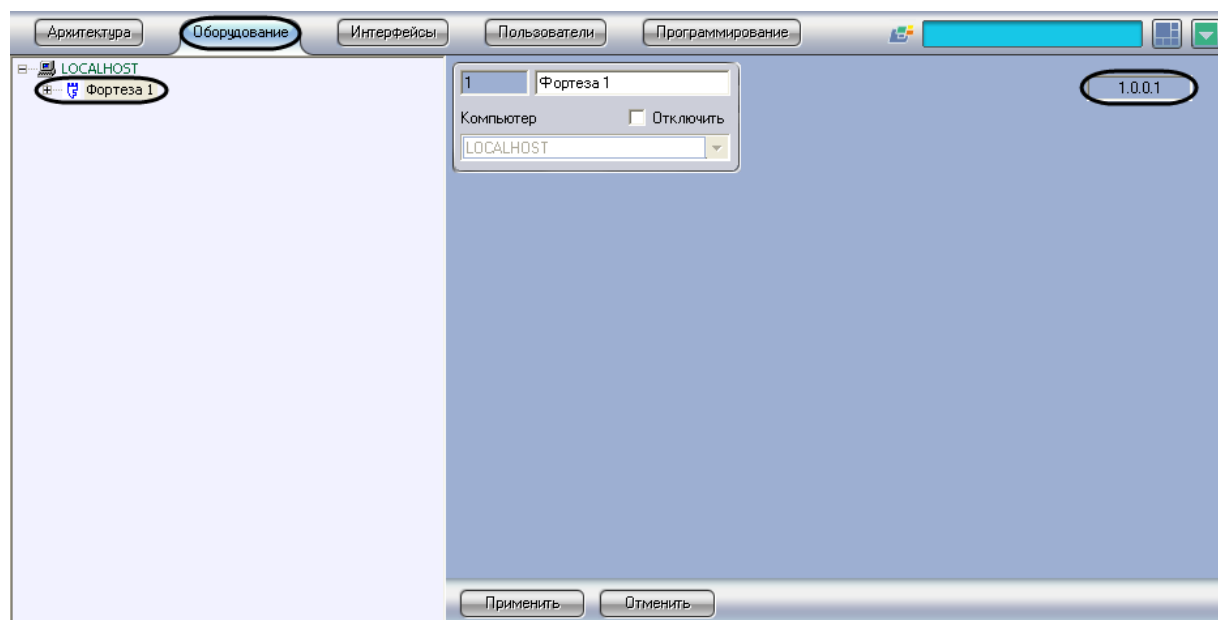 Архитектура Оборудование Интерфейсы Пользователи Программирование
LOCALHOST
Фортеза 1
1 Фортеза 1
1.0.0.1
Компьютер Отключить
LOCALHOST
Применить Отменить